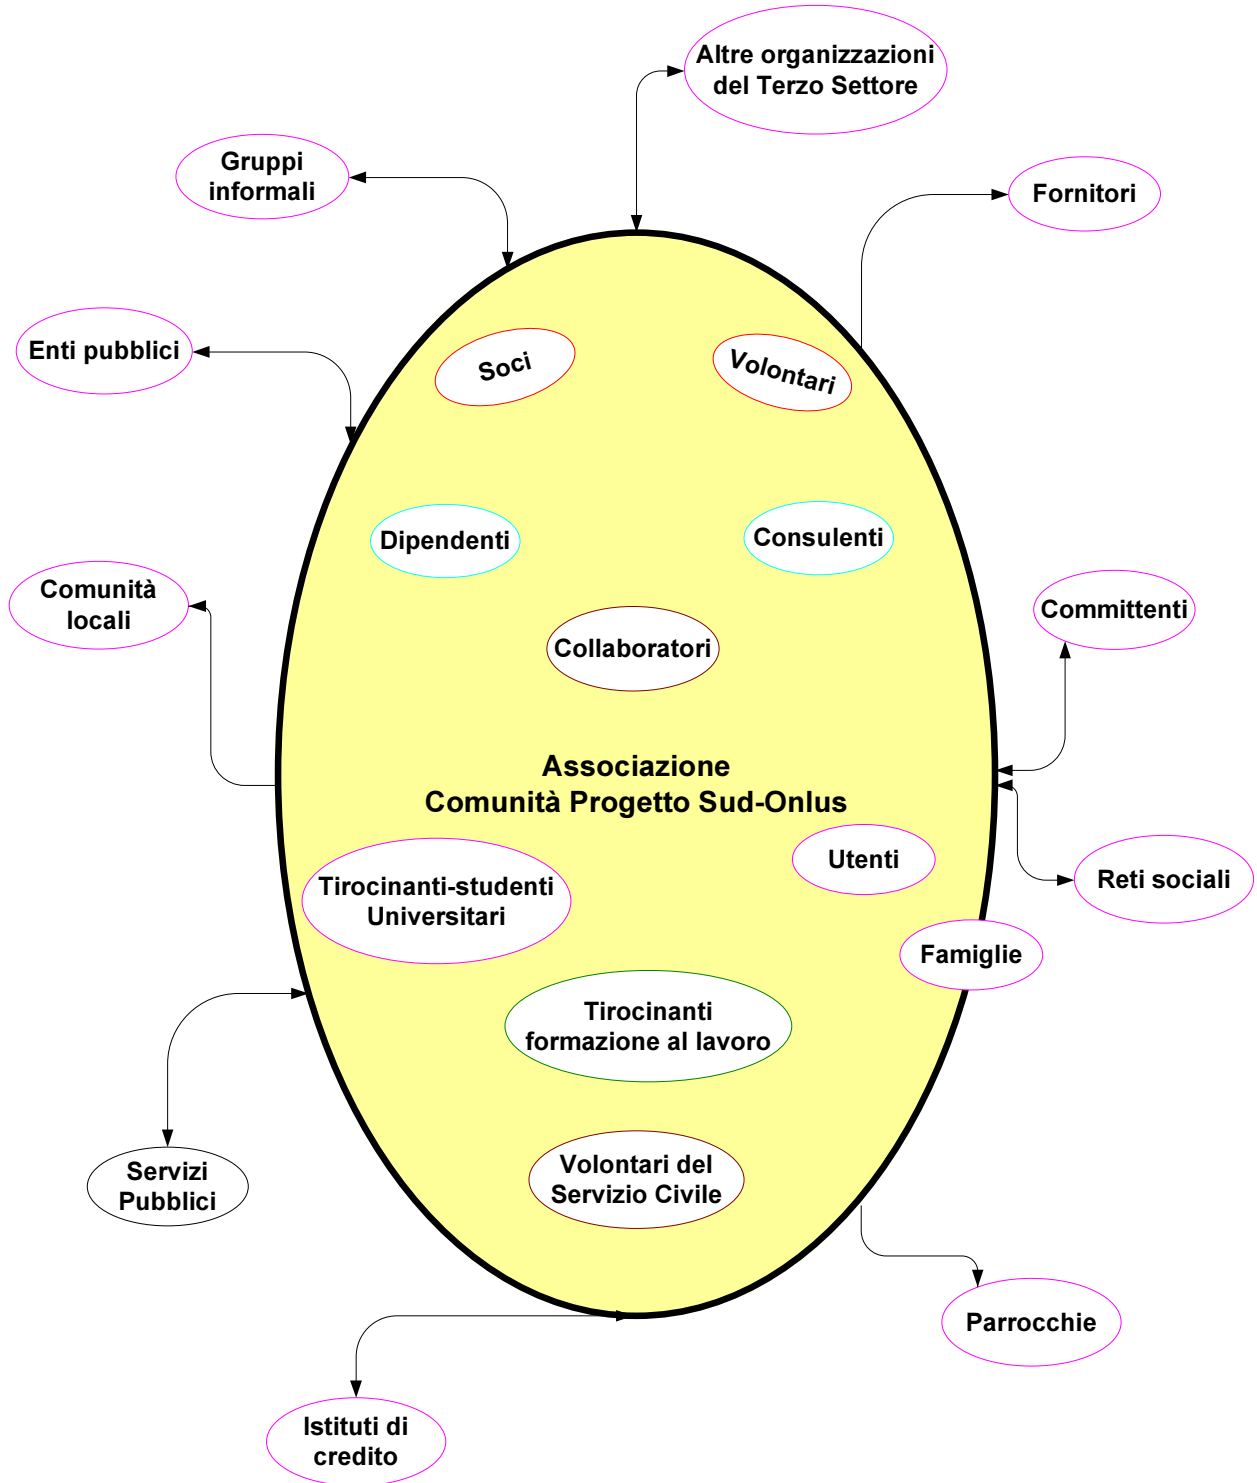 Altre organizzazioni
del Terzo Settore
Gruppi
informali
Fornitori
Enti pubblici
Soci
Volontari
Dipendenti
Consulenti
Comunità
locali
Committenti
Collaboratori
Associazione
Comunità Progetto Sud-Onlus
Utenti
Reti sociali
Tirocinanti-studenti
Universitari
Famiglie
Tirocinanti
formazione al lavoro
Servizi
Pubblici
Volontari del
Servizio Civile
Parrocchie
Istituti di
credito